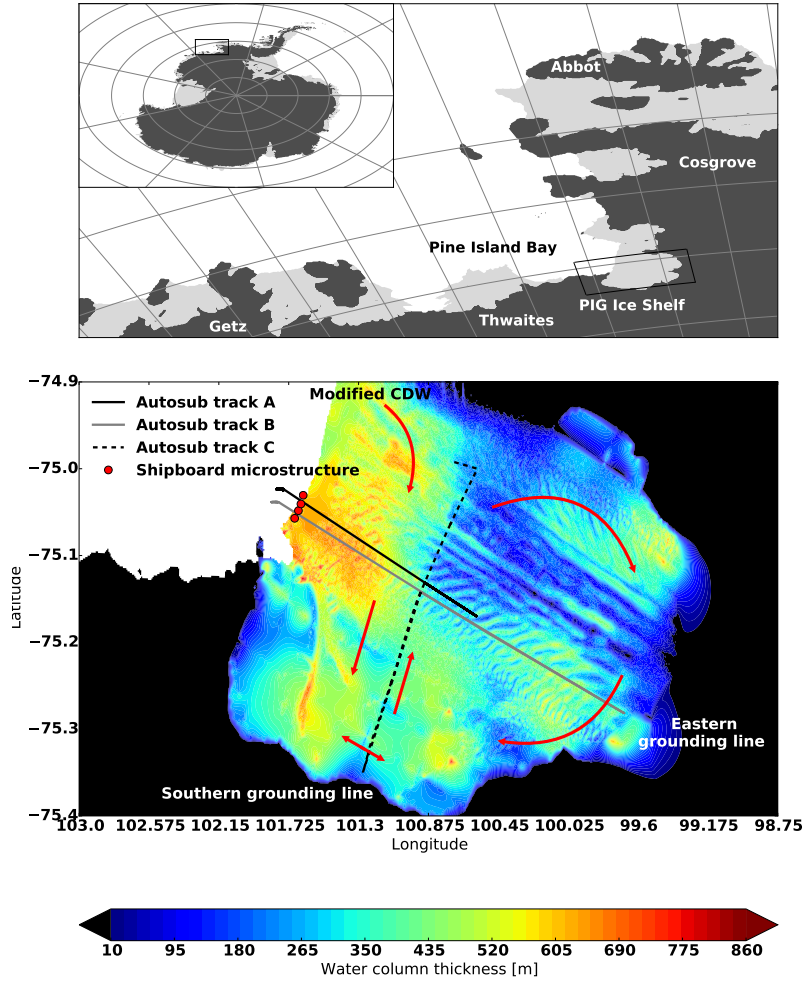 Abbot
Cosgrove
Pine Island Bay
PIG Ice Shelf
Thwaites
Getz
−74.9
Modified CDW
Autosub track A
Autosub track B
Autosub track C
−75.0
Shipboard microstructure
−75.1
Latitude
−75.2
−75.3
Eastern
grounding line
Southern grounding line
−75.4
103.0 102.575 102.15 101.725 101.3 100.875 100.45 100.025 99.6 99.175 98.75
Longitude
10 95 180 265 350 435 520 605 690 775 860
Water column thickness [m]